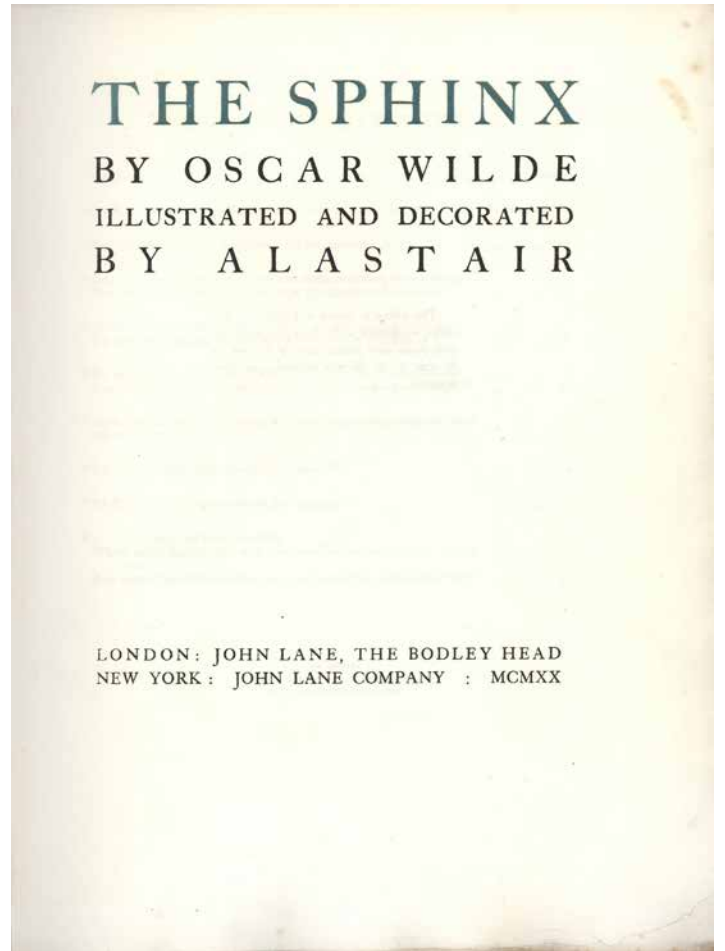 THE SPHINX
BY OSCAR WILDE
ILLUSTRATED AND DECORATED
BY ALASTAIR
LONDON: JOHN LANE, THE BODLEY HEAD
NEW YORK: JOHN LANE COMPANY : MCMXX